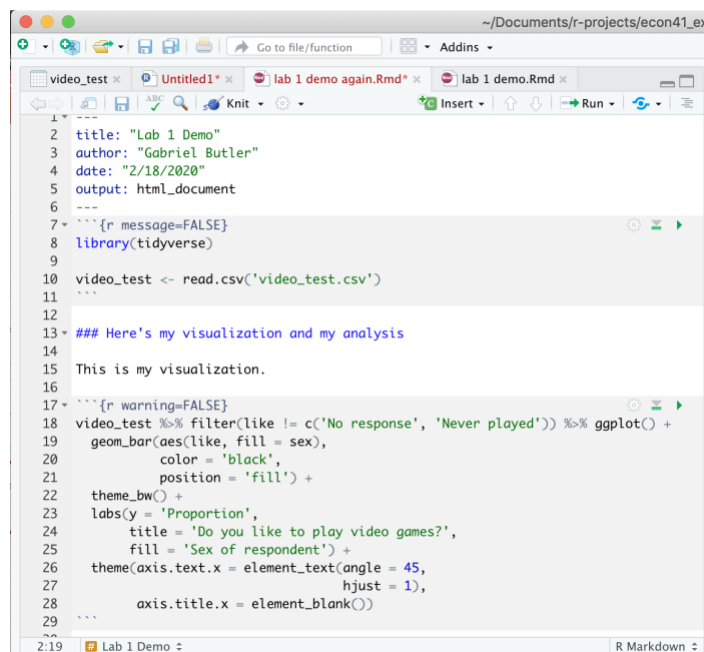 ~/Documents/r-projects/econ41_ex
Go to file/function
Addins
video_test
Untitled1*
lab 1 demo again.Rmd*
lab 1 demo.Rmd
ABC
Knit
Insert
Run
1 ---
2 title: "Lab 1 Demo"
3 author: "Gabriel Butler"
4 date: "2/18/2020"
5 output: html_document
6 ---
7 ```{r message=FALSE}
8 library(tidyverse)
9
10 video_test <- read.csv('video_test.csv')
11 ```
12
13 ### Here's my visualization and my analysis
14
15 This is my visualization.
16
17 ```{r warning=FALSE}
18 video_test %>% filter(like != c('No response', 'Never played')) %>% ggplot() +
19   geom_bar(aes(like, fill = sex),
20            color = 'black',
21            position = 'fill') +
22   theme_bw() +
23   labs(y = 'Proportion',
24        title = 'Do you like to play video games?',
25        fill = 'Sex of respondent') +
26   theme(axis.text.x = element_text(angle = 45,
27                                    hjust = 1),
28         axis.title.x = element_blank())
29 ```
2:19
# Lab 1 Demo
R Markdown